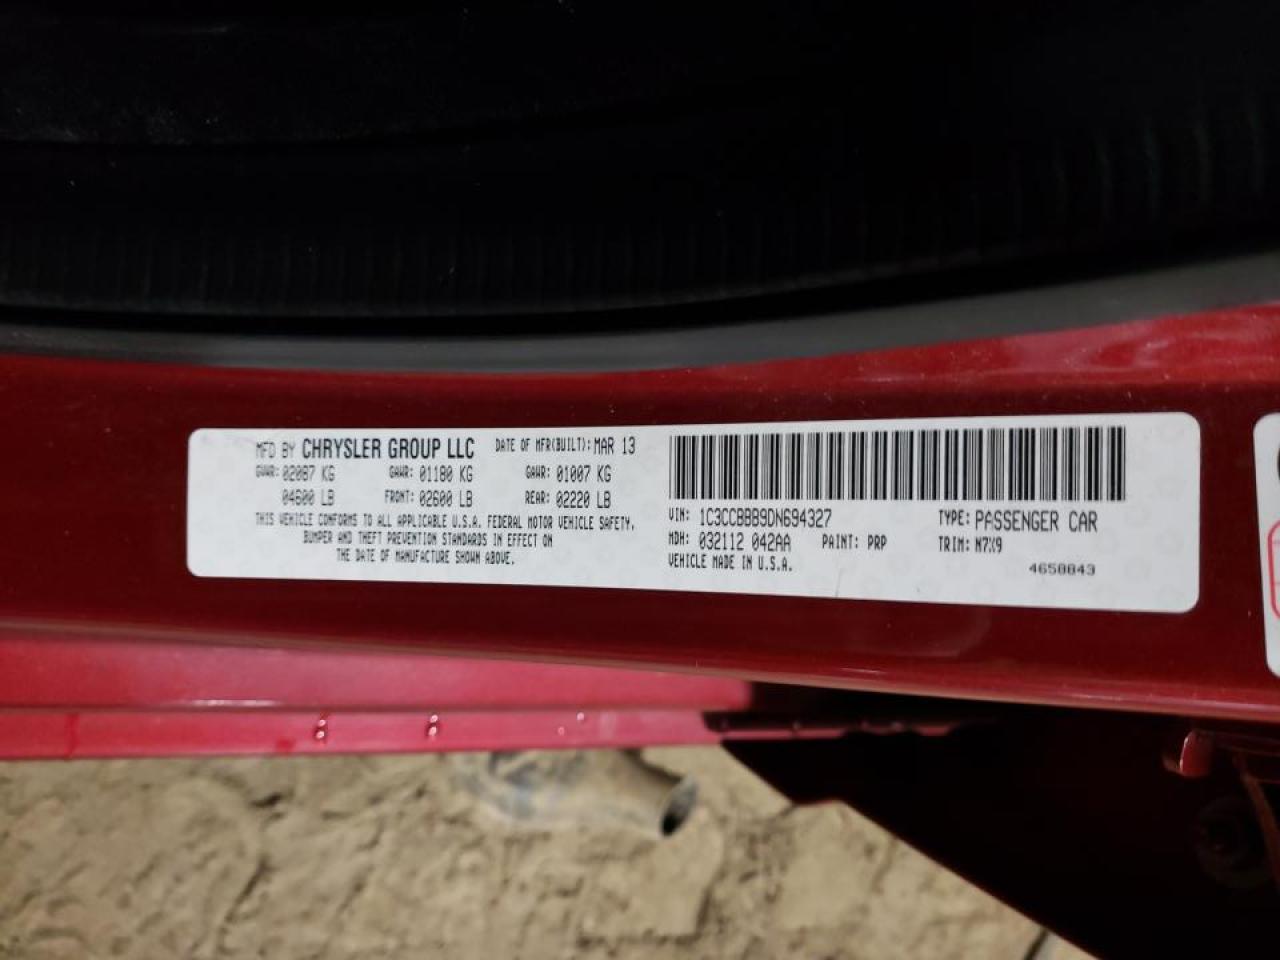 MFD BY CHRYSLER GROUP LLC DATE OF MFR(BUILT): MAR 13
GVWR: 02087 KG GAWR: 01180 KG GAWR: 01007 KG
04600 LB FRONT: 02600 LB REAR: 02220 LB
THIS VEHICLE CONFORMS TO ALL APPLICABLE U.S.A. FEDERAL MOTOR VEHICLE SAFETY,
BUMPER AND THEFT PREVENTION STANDARDS IN EFFECT ON
THE DATE OF MANUFACTURE SHOWN ABOVE.
VIN: 1C3CCBBB9DN694327 TYPE: PASSENGER CAR
MDH: 032112 042AA PAINT: PRP TRIM: N7X9
VEHICLE MADE IN U.S.A. 4658843